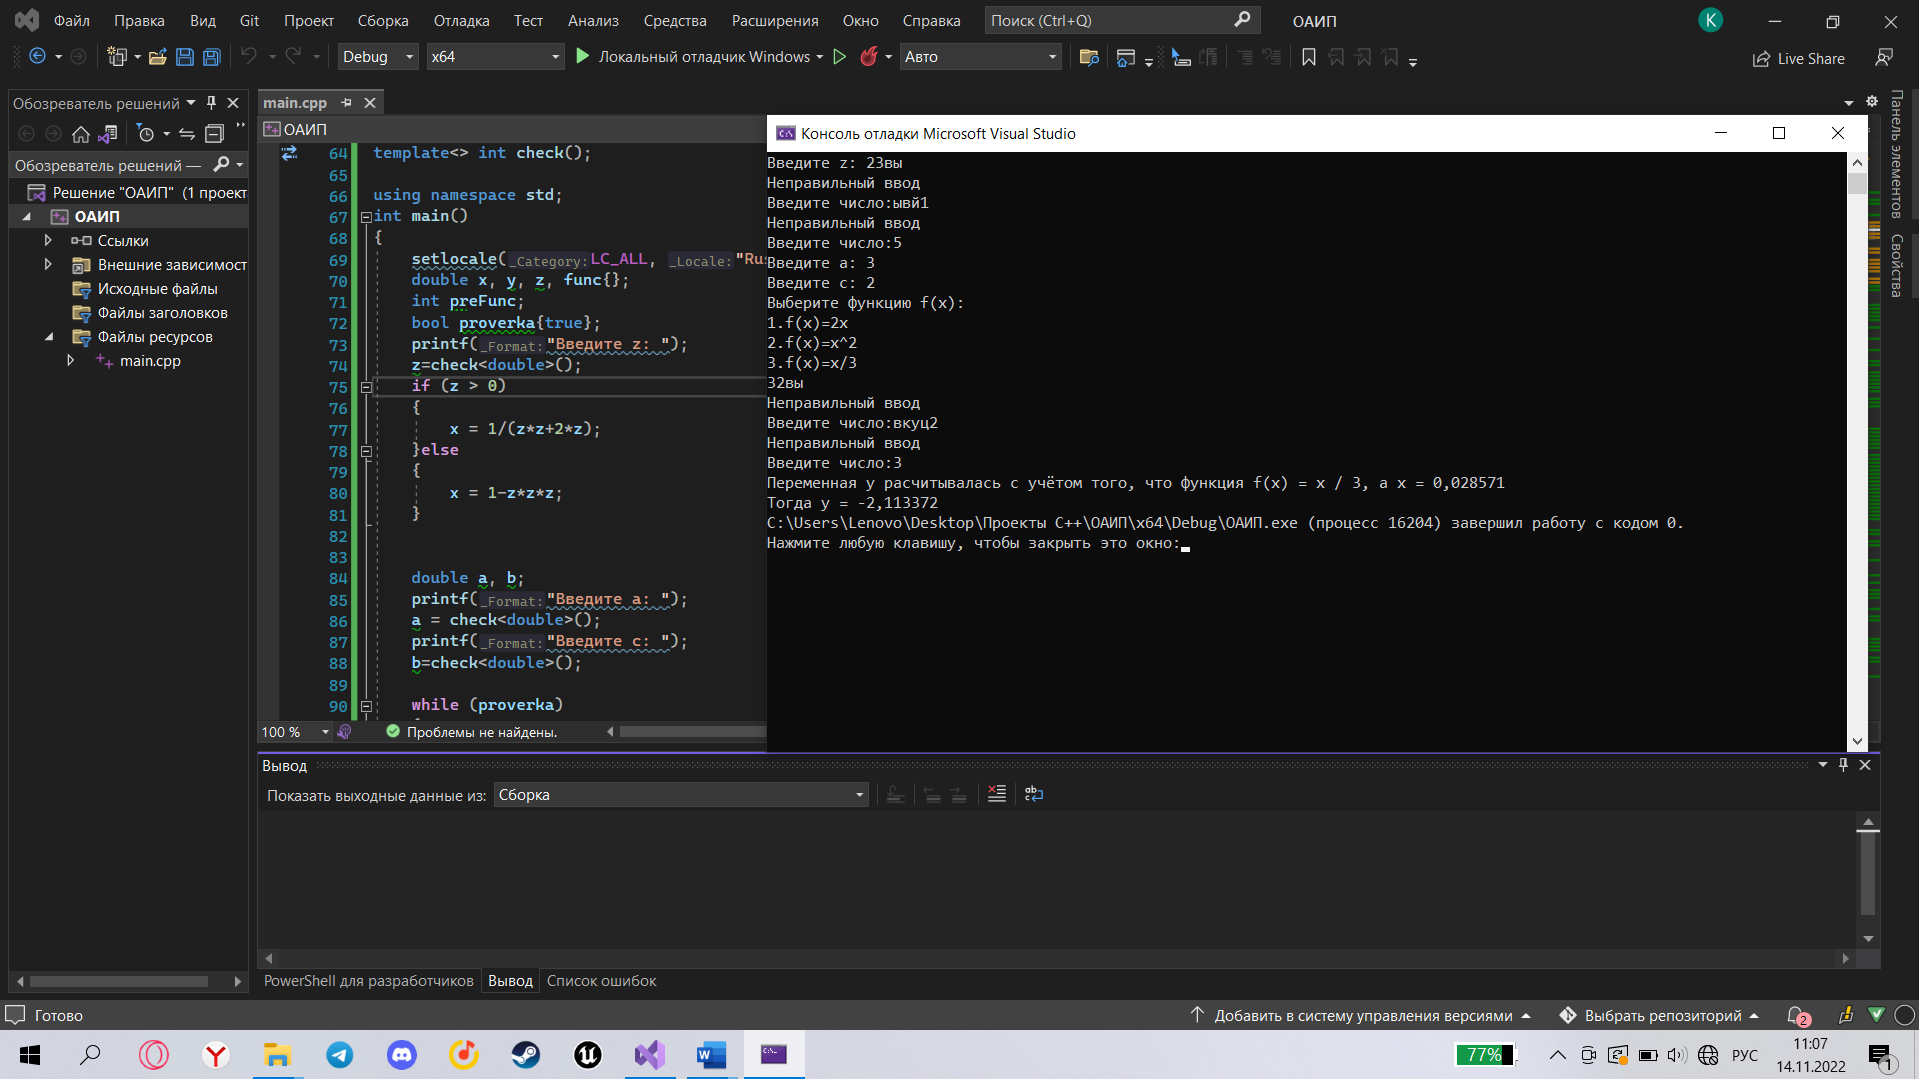 Файл Правка Вид Git Проект Сборка Отладка Тест Анализ Средства Расширения Окно Справка Поиск (Ctrl+Q) ОАИП K
Debug x64 Локальный отладчик Windows Авто Live Share
Обозреватель решений
main.cpp
ОАИП
Обозреватель решений —
Решение "ОАИП" (1 проекта
ОАИП
Ссылки
Внешние зависимост
Исходные файлы
Файлы заголовков
Файлы ресурсов
main.cpp
64 template<> int check();
65
66 using namespace std;
67 int main()
68 {
69 setlocale(_Category:LC_ALL, _Locale:"Rus
70 double x, y, z, func{};
71 int preFunc;
72 bool proverka{true};
73 printf(_Format:"Введите z: ");
74 z=check<double>();
75 if (z > 0)
76 {
77 x = 1/(z*z+2*z);
78 }else
79 {
80 x = 1-z*z*z;
81 }
82
83
84 double a, b;
85 printf(_Format:"Введите a: ");
86 a = check<double>();
87 printf(_Format:"Введите c: ");
88 b=check<double>();
89
90 while (proverka)
100 % Проблемы не найдены.
Консоль отладки Microsoft Visual Studio
Введите z: 23вы
Неправильный ввод
Введите число:ывй1
Неправильный ввод
Введите число:5
Введите a: 3
Введите c: 2
Выберите функцию f(x):
1.f(x)=2x
2.f(x)=x^2
3.f(x)=x/3
32вы
Неправильный ввод
Введите число:вкуц2
Неправильный ввод
Введите число:3
Переменная y расчитывалась с учётом того, что функция f(x) = x / 3, а x = 0,028571
Тогда y = -2,113372
C:\Users\Lenovo\Desktop\Проекты C++\ОАИП\x64\Debug\ОАИП.exe (процесс 16204) завершил работу с кодом 0.
Нажмите любую клавишу, чтобы закрыть это окно:
Панель элементов
Свойства
Вывод
Показать выходные данные из: Сборка
PowerShell для разработчиков Вывод Список ошибок
Готово Добавить в систему управления версиями Выбрать репозиторий 2
77% РУС 11:07
14.11.2022 1